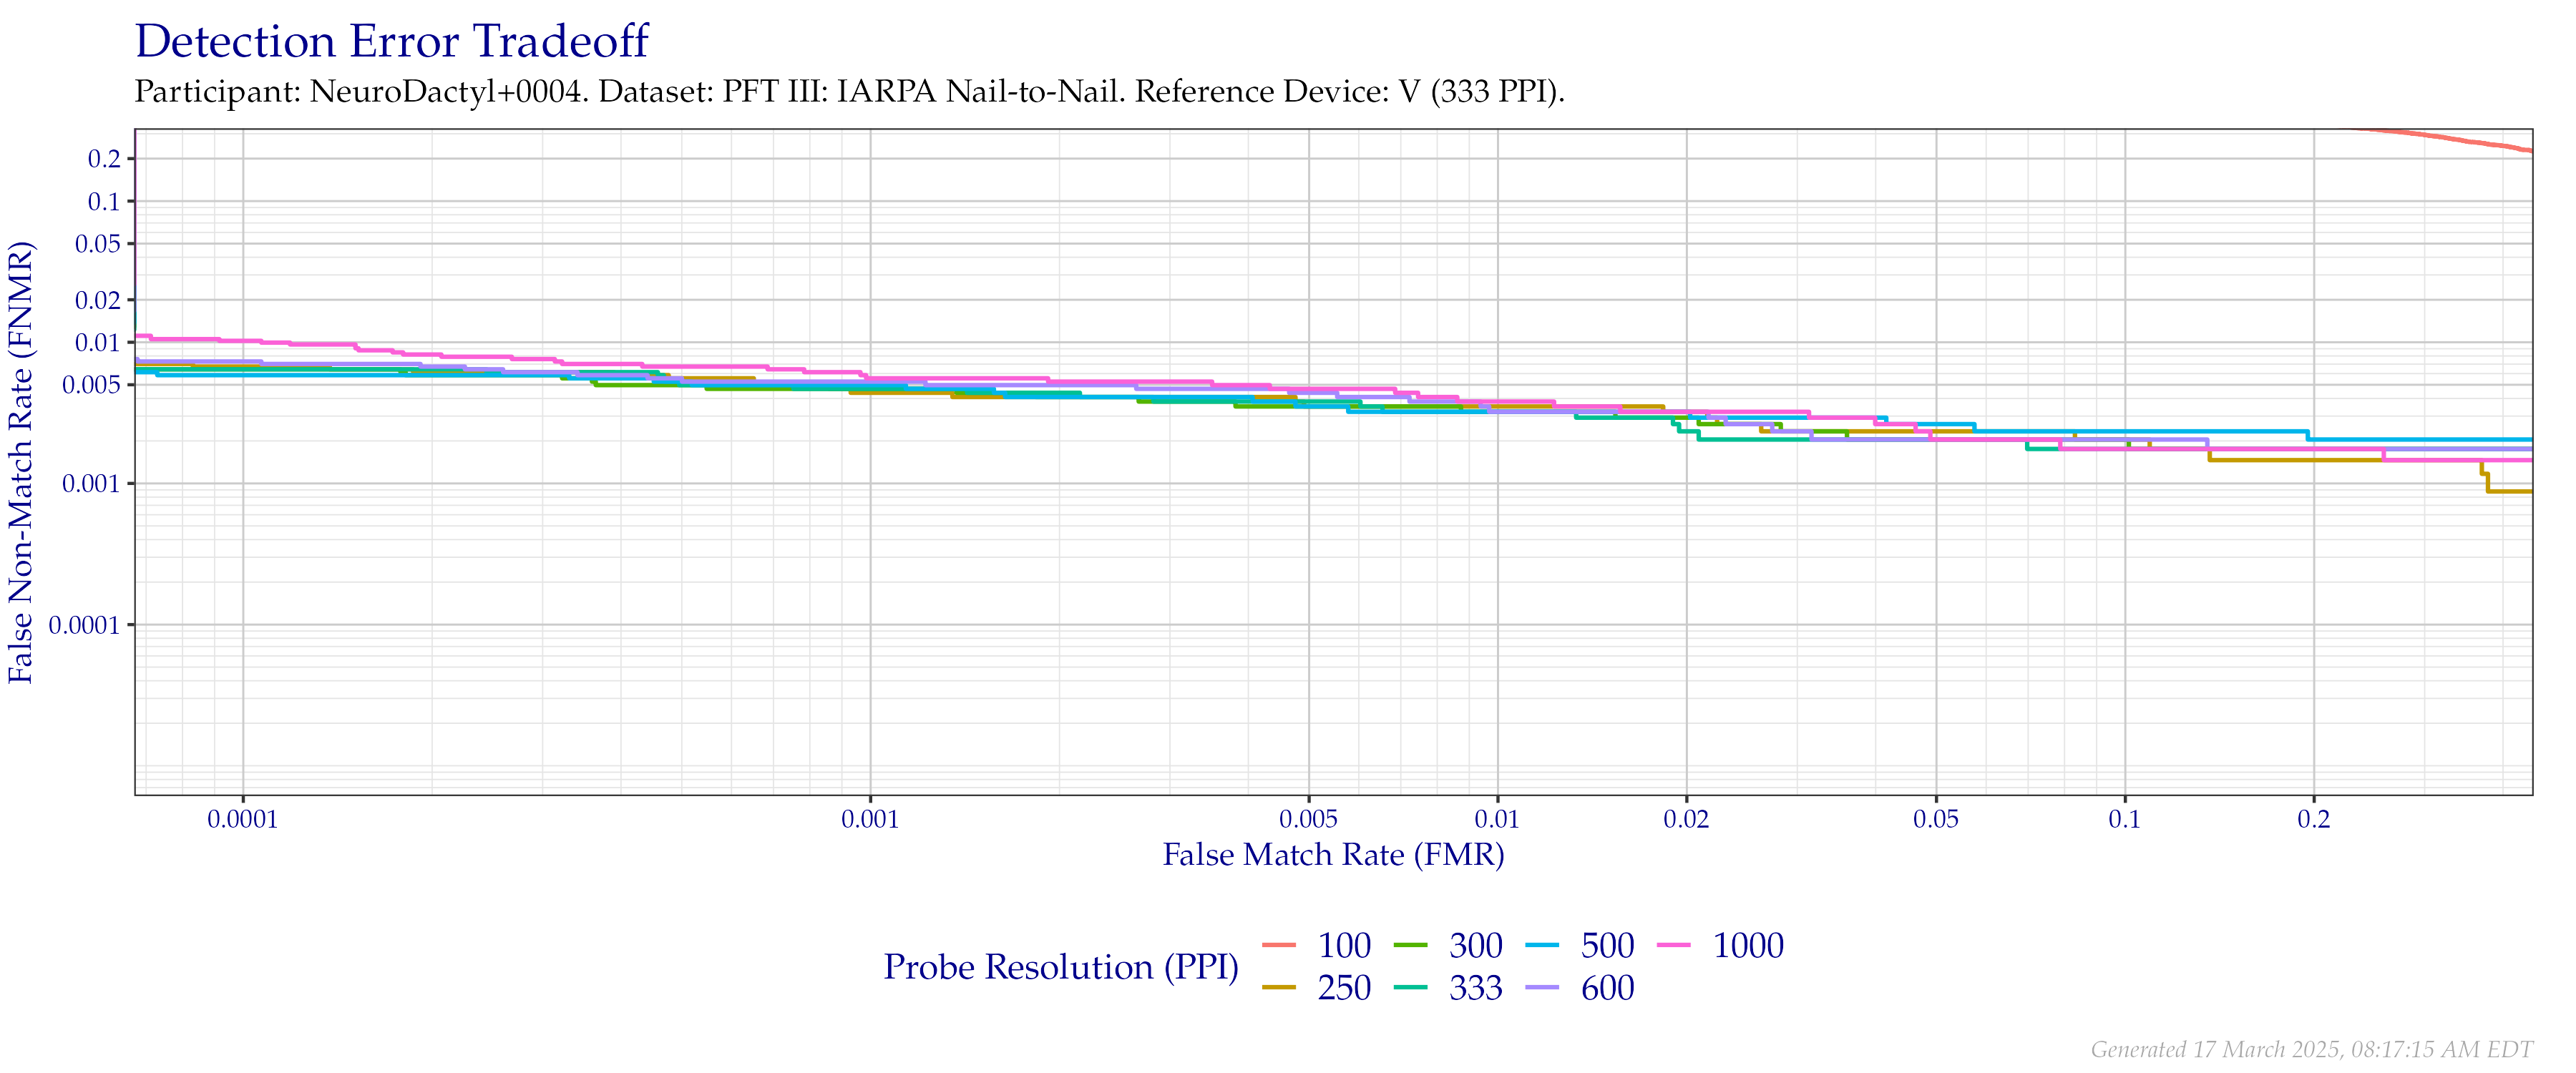 Detection Error Tradeoff
Participant: NeuroDactyl+0004. Dataset: PFT III: IARPA Nail-to-Nail. Reference Device: V (333 PPI).
False Non-Match Rate (FNMR)
0.2
0.1
0.05
0.02
0.01
0.005
0.001
0.0001
0.0001 0.001 0.005 0.01 0.02 0.05 0.1 0.2
False Match Rate (FMR)
Probe Resolution (PPI)
100 300 500 1000
250 333 600
Generated 17 March 2025, 08:17:15 AM EDT